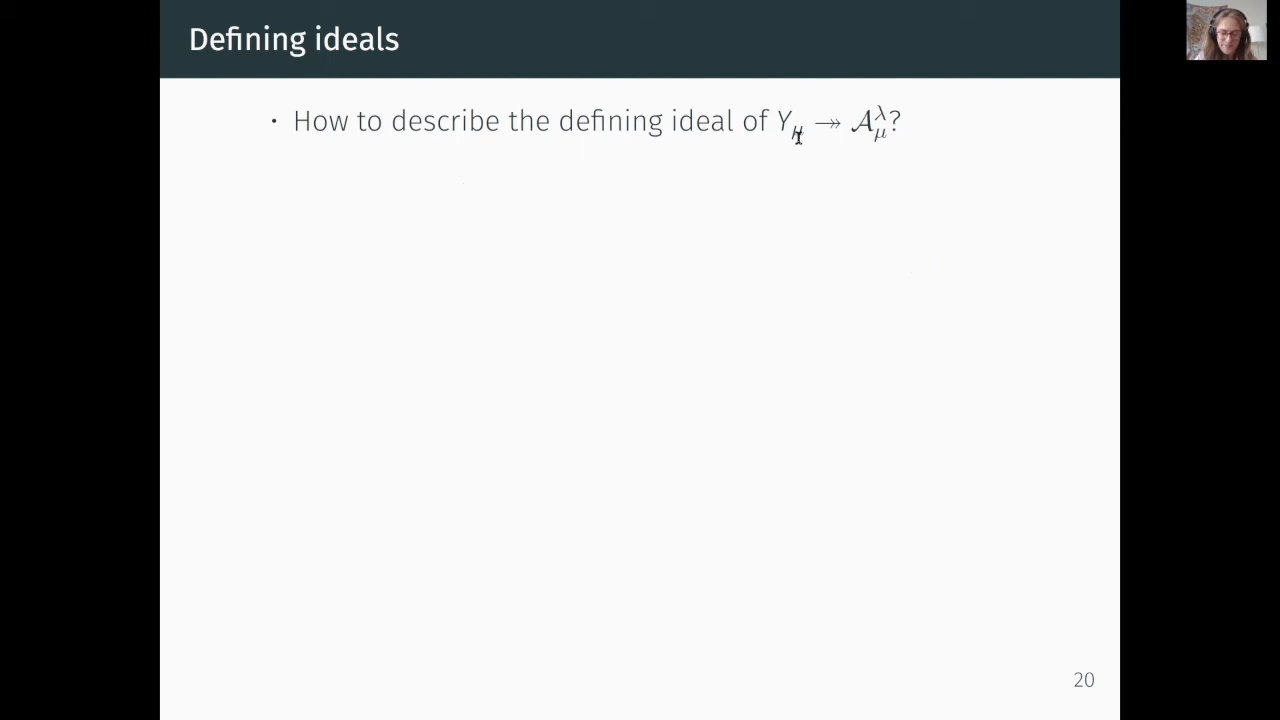 Defining ideals
· How to describe the defining ideal of Y_μ ↠ 𝒜^λ_μ?
20